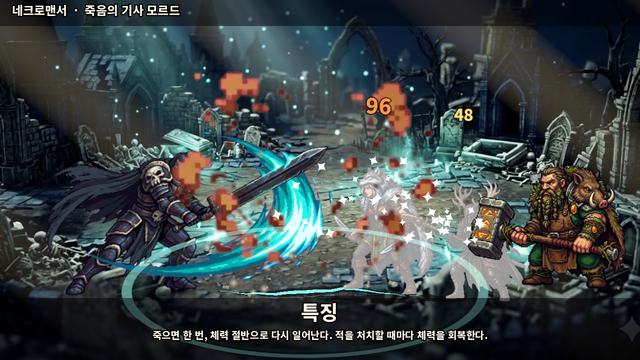 네크로맨서 · 죽음의 기사 모르드
96
48
특징
죽으면 한 번, 체력 절반으로 다시 일어난다. 적을 처치할 때마다 체력을 회복한다.